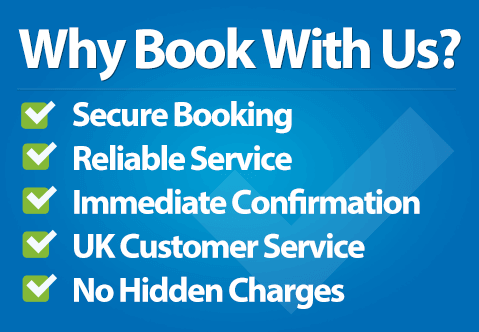 Why Book With Us?
Secure Booking
Reliable Service
Immediate Confirmation
UK Customer Service
No Hidden Charges